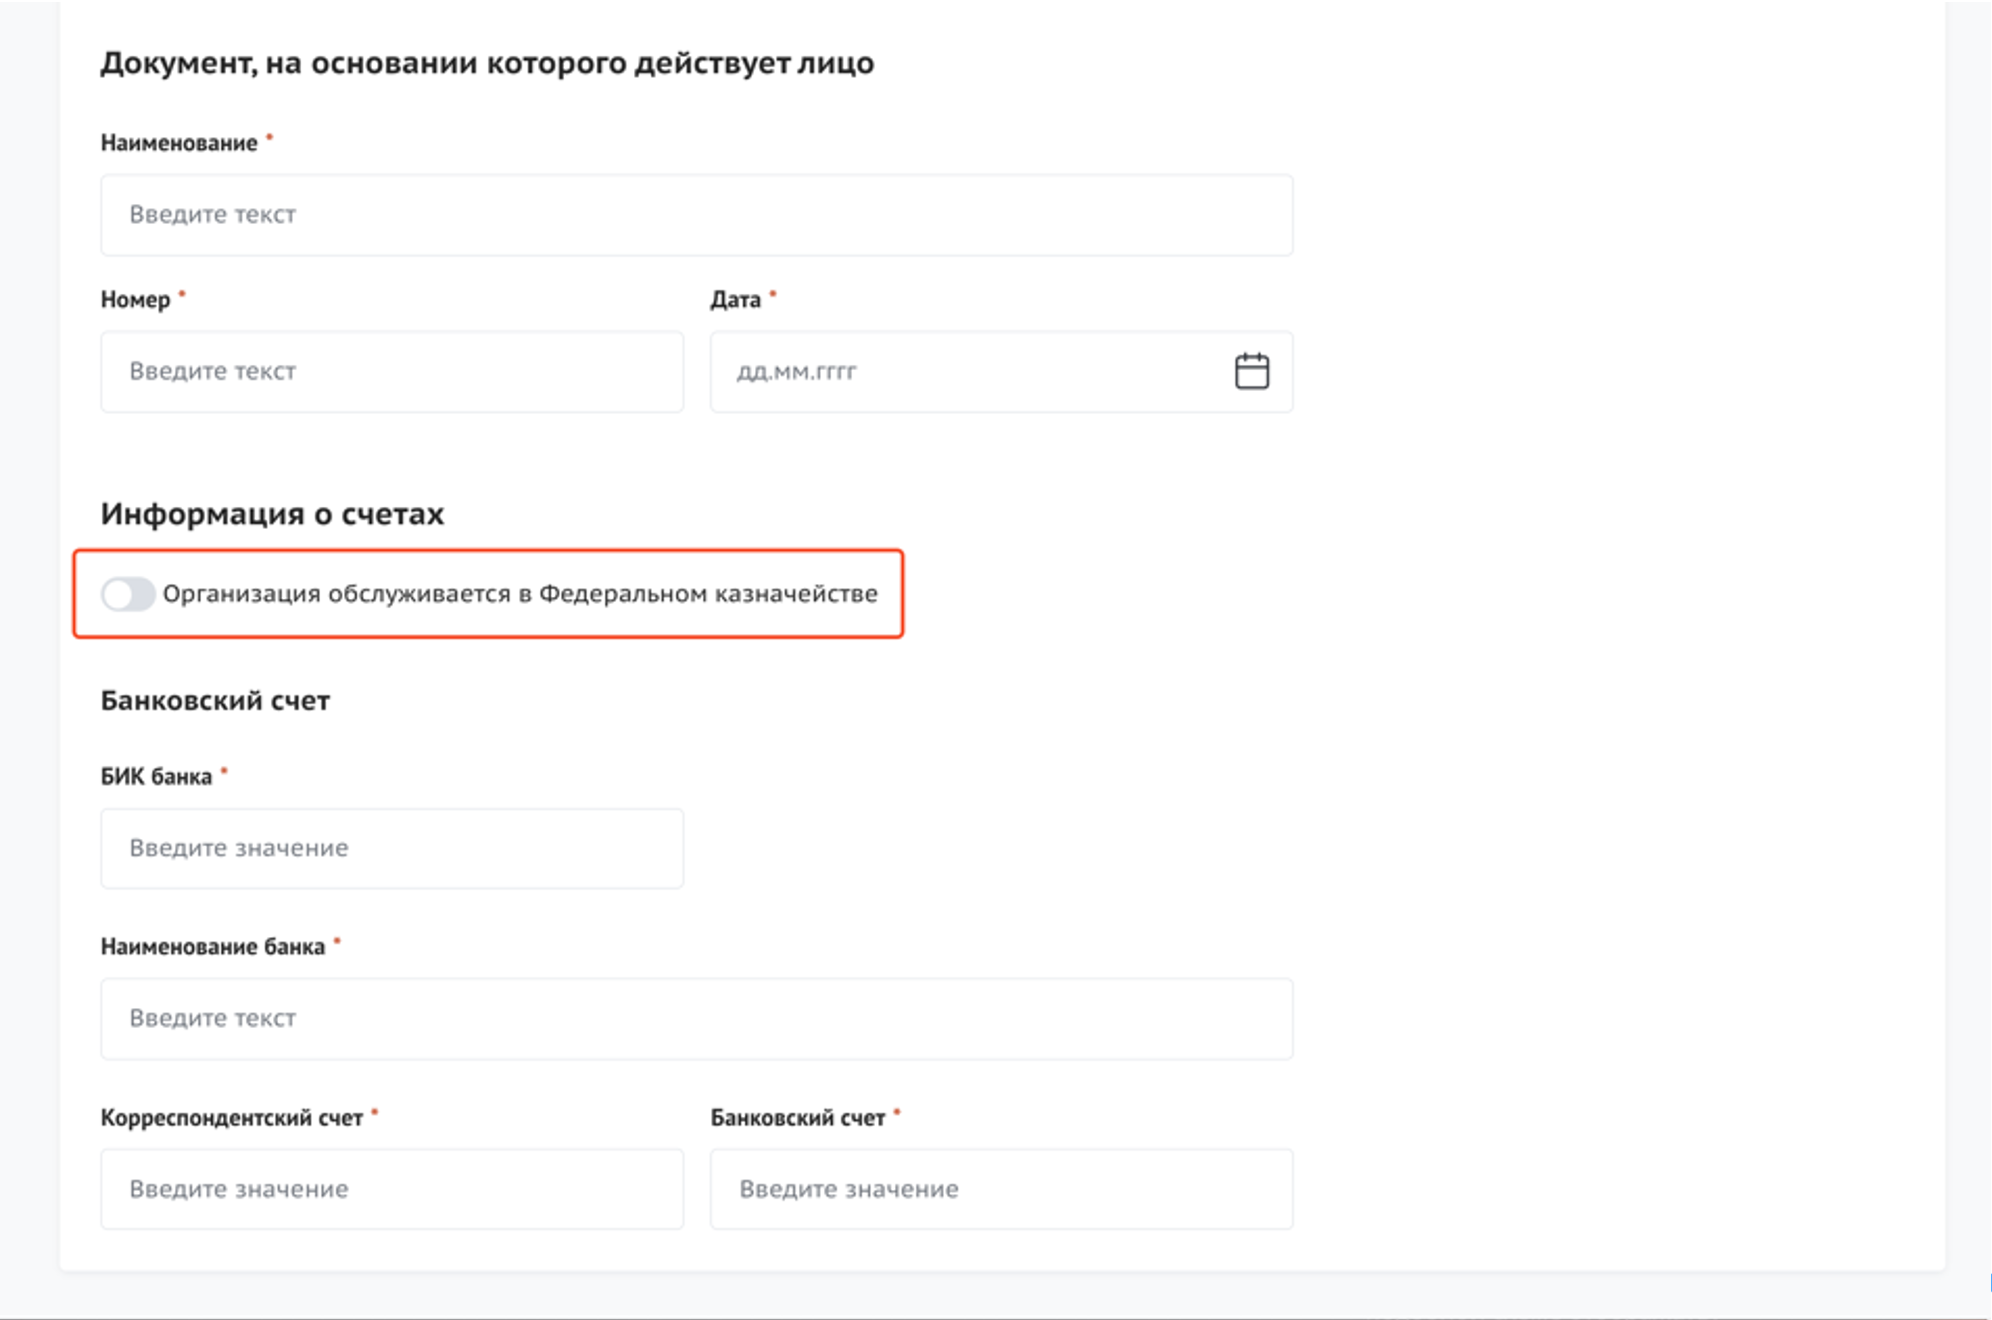 Документ, на основании которого действует лицо
Наименование *
Введите текст
Номер * Дата *
Введите текст дд.мм.гггг
Информация о счетах
Организация обслуживается в Федеральном казначействе
Банковский счет
БИК банка *
Введите значение
Наименование банка *
Введите текст
Корреспондентский счет * Банковский счет *
Введите значение Введите значение